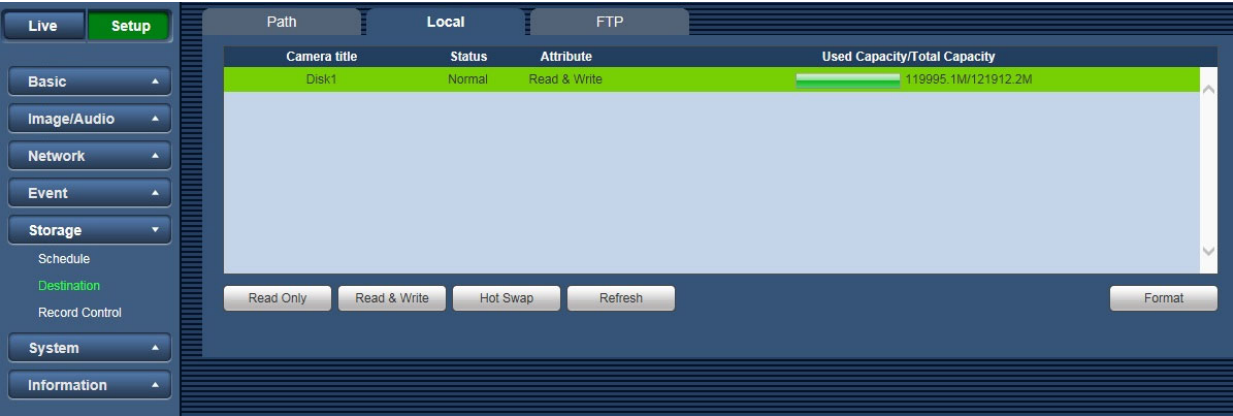 Live Setup
Path Local FTP
Camera title Status Attribute Used Capacity/Total Capacity
Disk1 Normal Read & Write 119995.1M/121912.2M
Basic
Image/Audio
Network
Event
Storage
Schedule
Destination
Record Control
System
Information
Read Only Read & Write Hot Swap Refresh Format